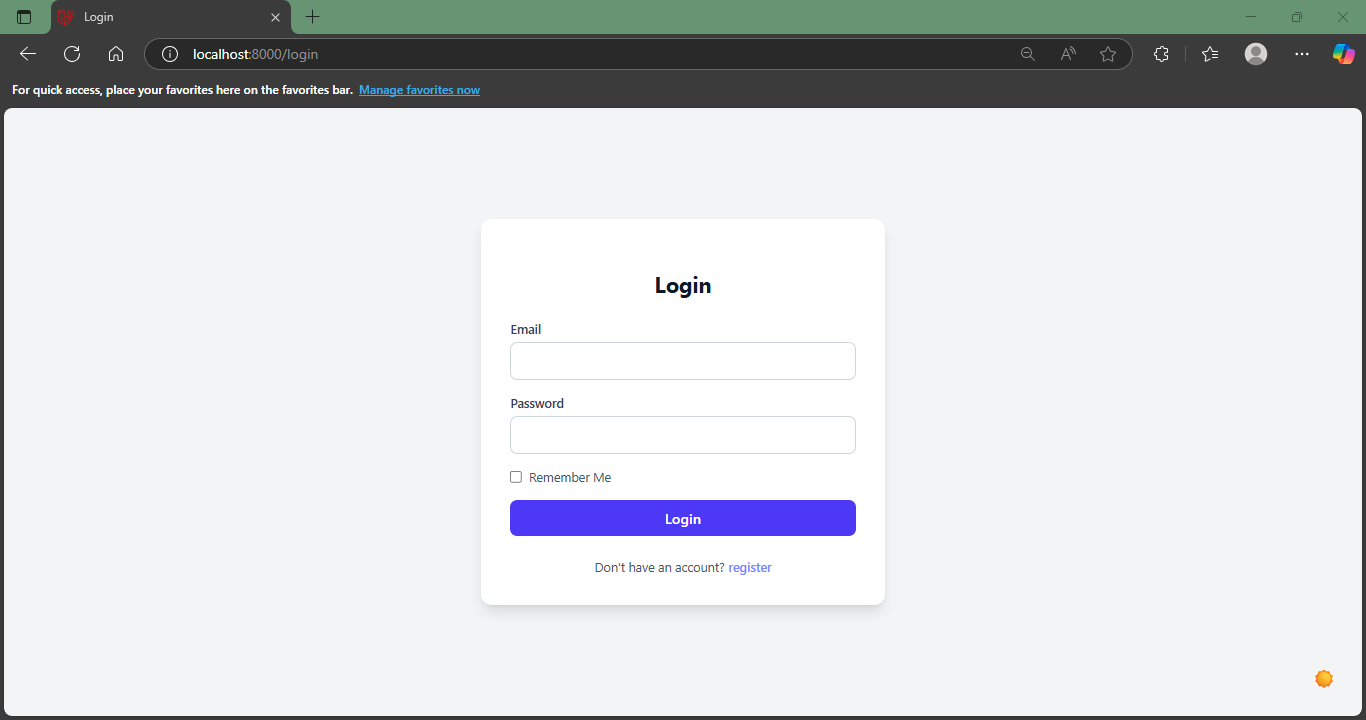 Login
localhost:8000/login
For quick access, place your favorites here on the favorites bar. Manage favorites now
Login
Email
Password
Remember Me
Login
Don't have an account? register